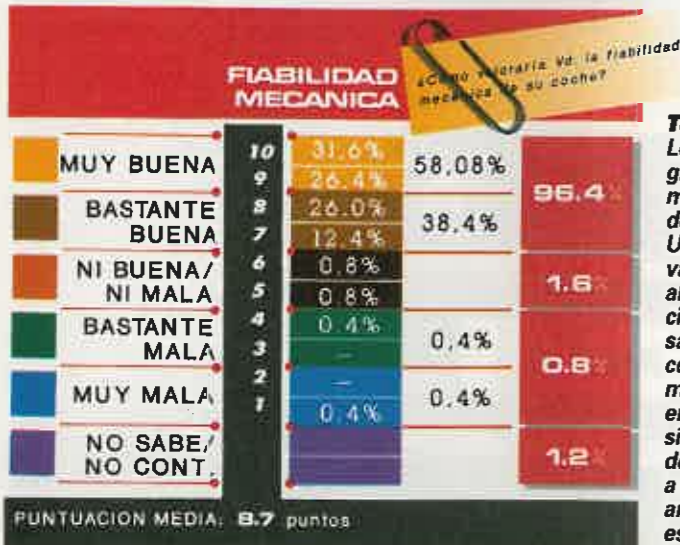 FIABILIDAD
MECANICA
¿Cómo valoraría Vd. la fiabilidad
mecánica de su coche?
MUY BUENA
10 31.6%
9 26.4%
58.08%
BASTANTE
BUENA
8 26.0%
7 12.4%
38.4%
96.4%
NI BUENA/
NI MALA
6 0.8%
5 0.8%
1.6%
BASTANTE
MALA
4 0.4%
3 –
0,4%
MUY MALA
2 –
1 0.4%
0.4%
0.8%
NO SABE/
NO CONT.
1.2%
PUNTUACION MEDIA: 8.7 puntos